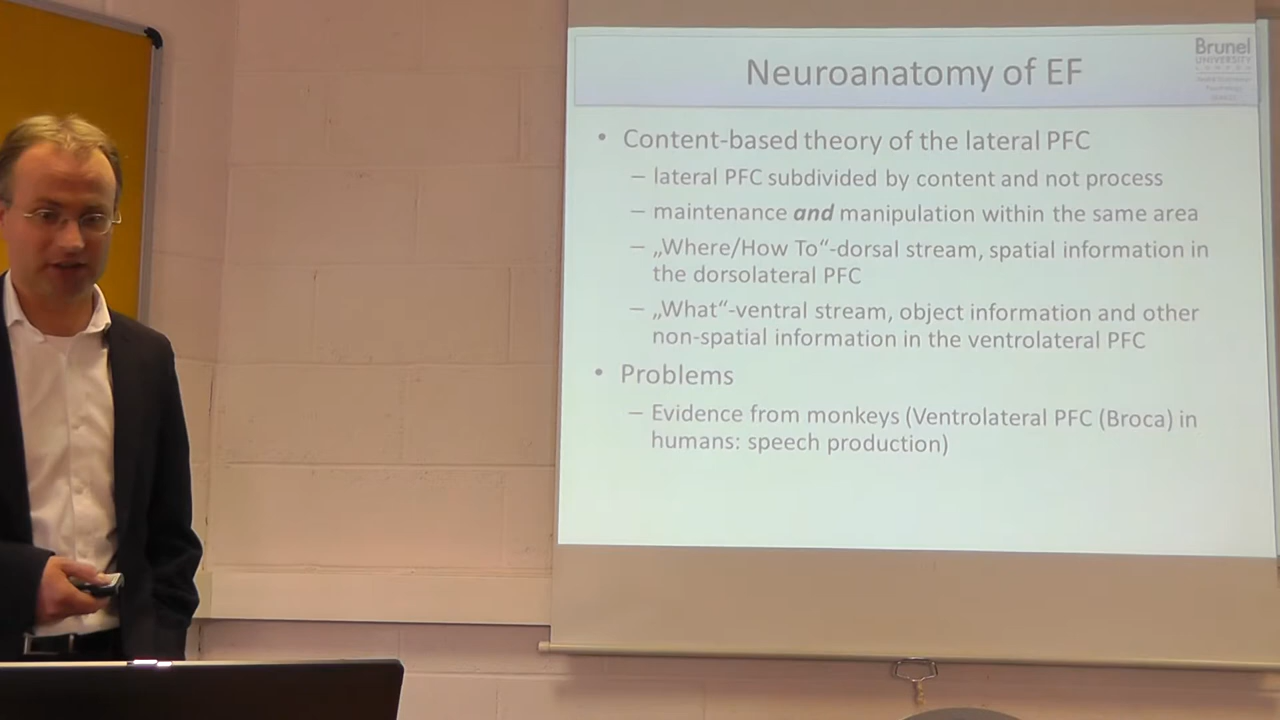 Brunel
UNIVERSITY
LONDON
Neuroanatomy of EF
• Content-based theory of the lateral PFC
– lateral PFC subdivided by content and not process
– maintenance and manipulation within the same area
– „Where/How To“-dorsal stream, spatial information in
the dorsolateral PFC
– „What“-ventral stream, object information and other
non-spatial information in the ventrolateral PFC
• Problems
– Evidence from monkeys (Ventrolateral PFC (Broca) in
humans: speech production)